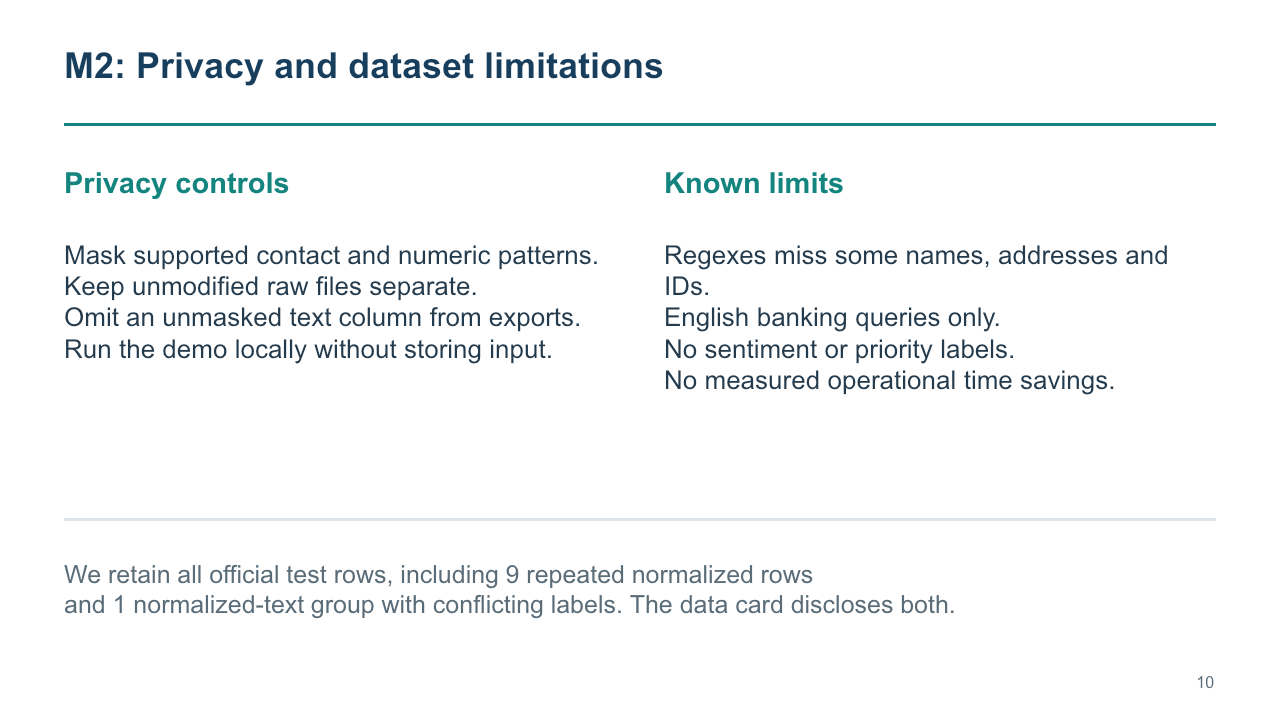 M2: Privacy and dataset limitations
Privacy controls
Mask supported contact and numeric patterns.
Keep unmodified raw files separate.
Omit an unmasked text column from exports.
Run the demo locally without storing input.
Known limits
Regexes miss some names, addresses and
IDs.
English banking queries only.
No sentiment or priority labels.
No measured operational time savings.
We retain all official test rows, including 9 repeated normalized rows
and 1 normalized-text group with conflicting labels. The data card discloses both.
10